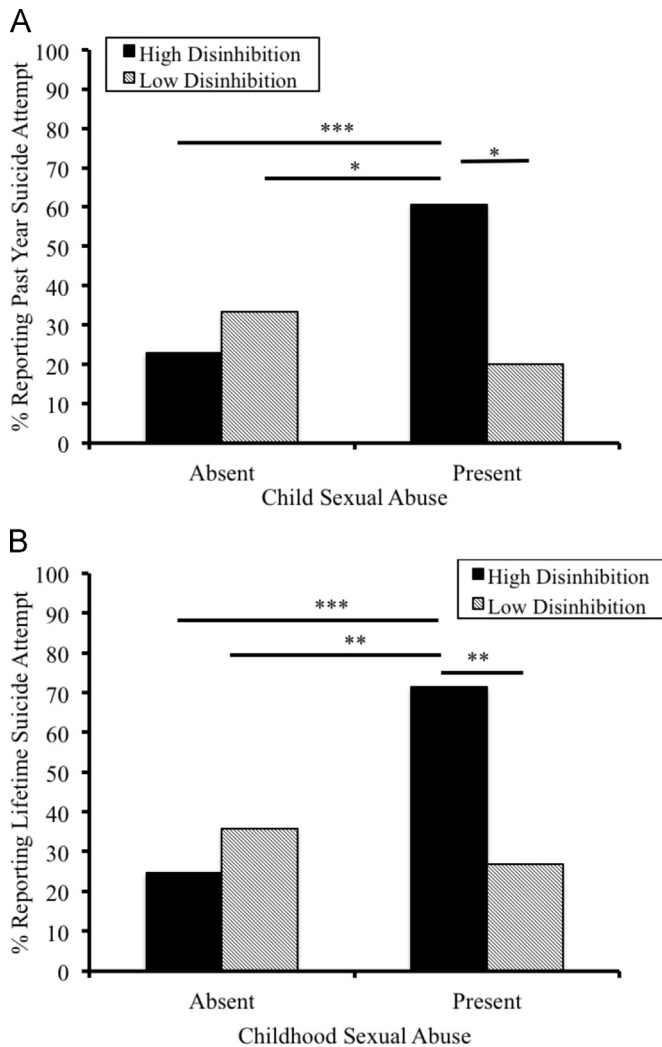 A
High Disinhibition
Low Disinhibition
% Reporting Past Year Suicide Attempt
100
90
80
70
60
50
40
30
20
10
0
***
*
*
Absent
Present
Child Sexual Abuse
B
High Disinhibition
Low Disinhibition
% Reporting Lifetime Suicide Attempt
100
90
80
70
60
50
40
30
20
10
0
***
**
**
Absent
Present
Childhood Sexual Abuse